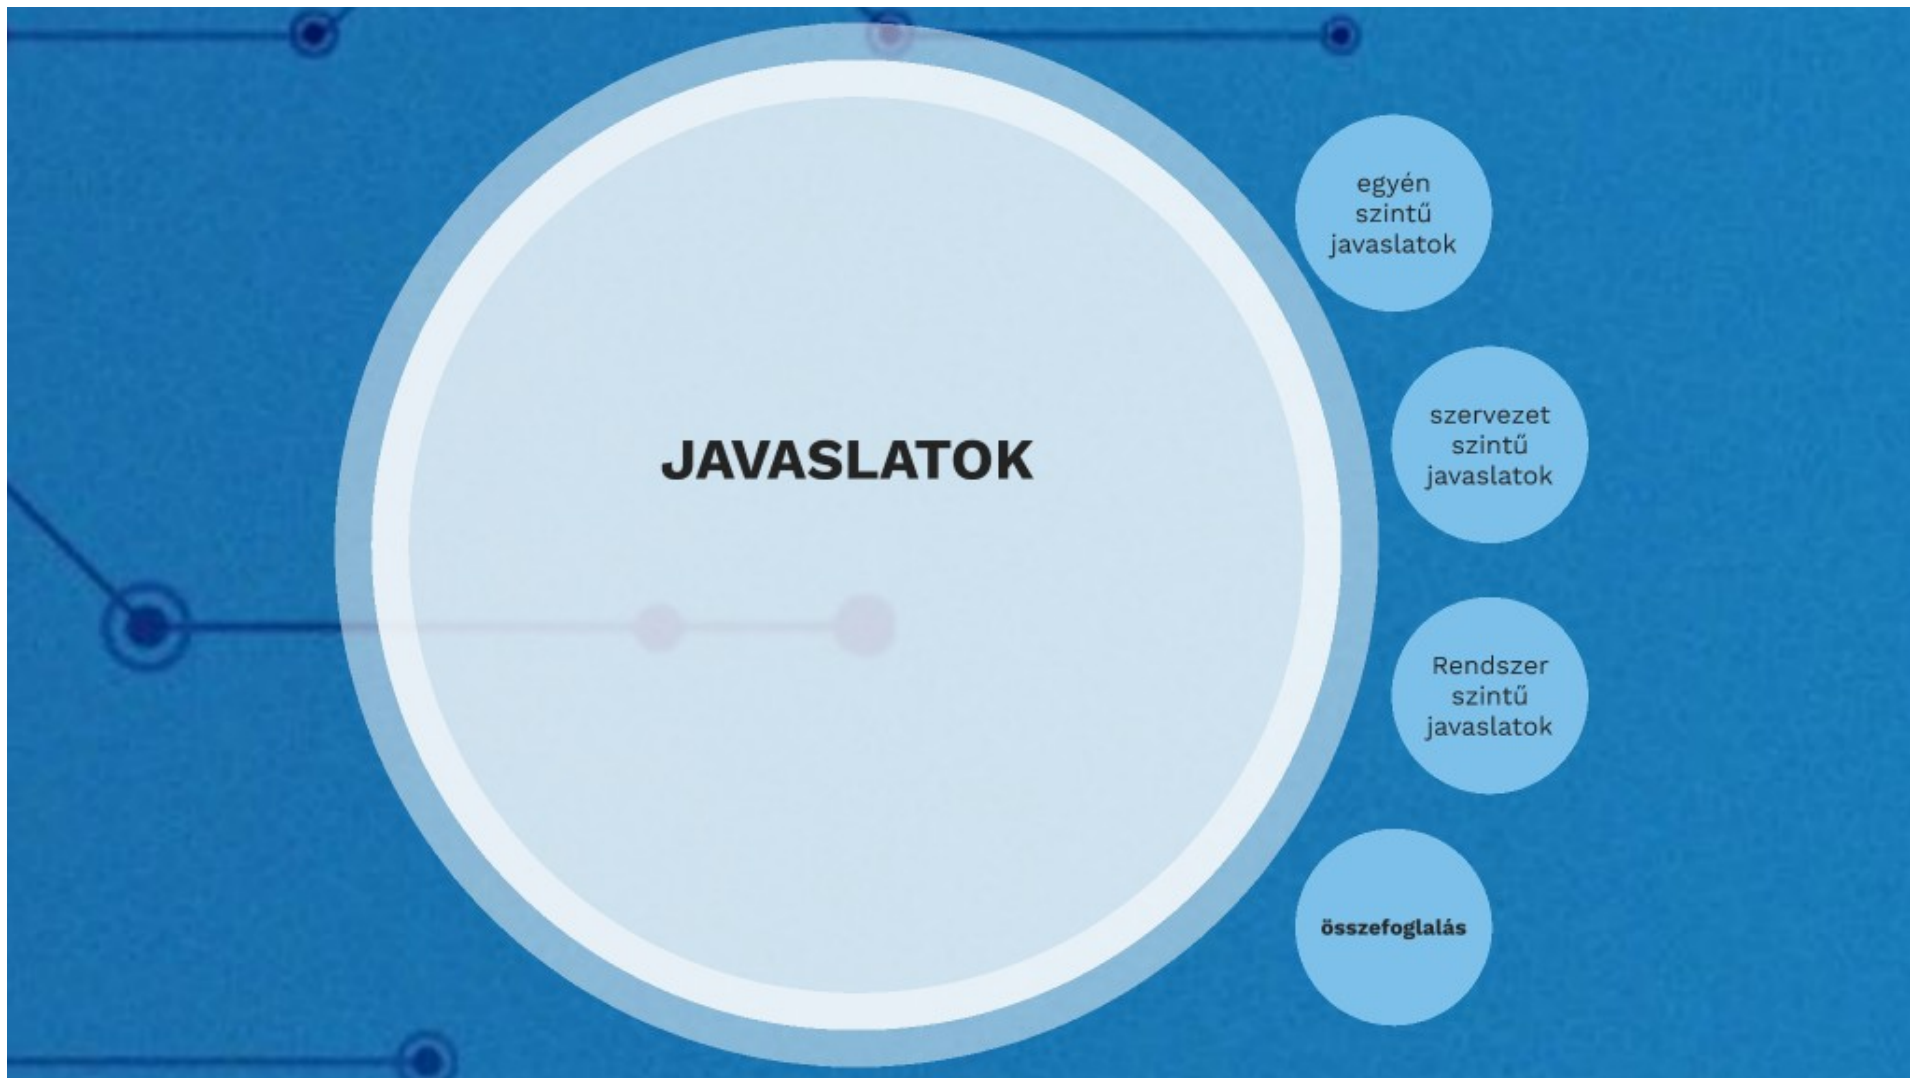 JAVASLATOK
egyén
szintű
javaslatok
szervezet
szintű
javaslatok
Rendszer
szintű
javaslatok
összefoglalás